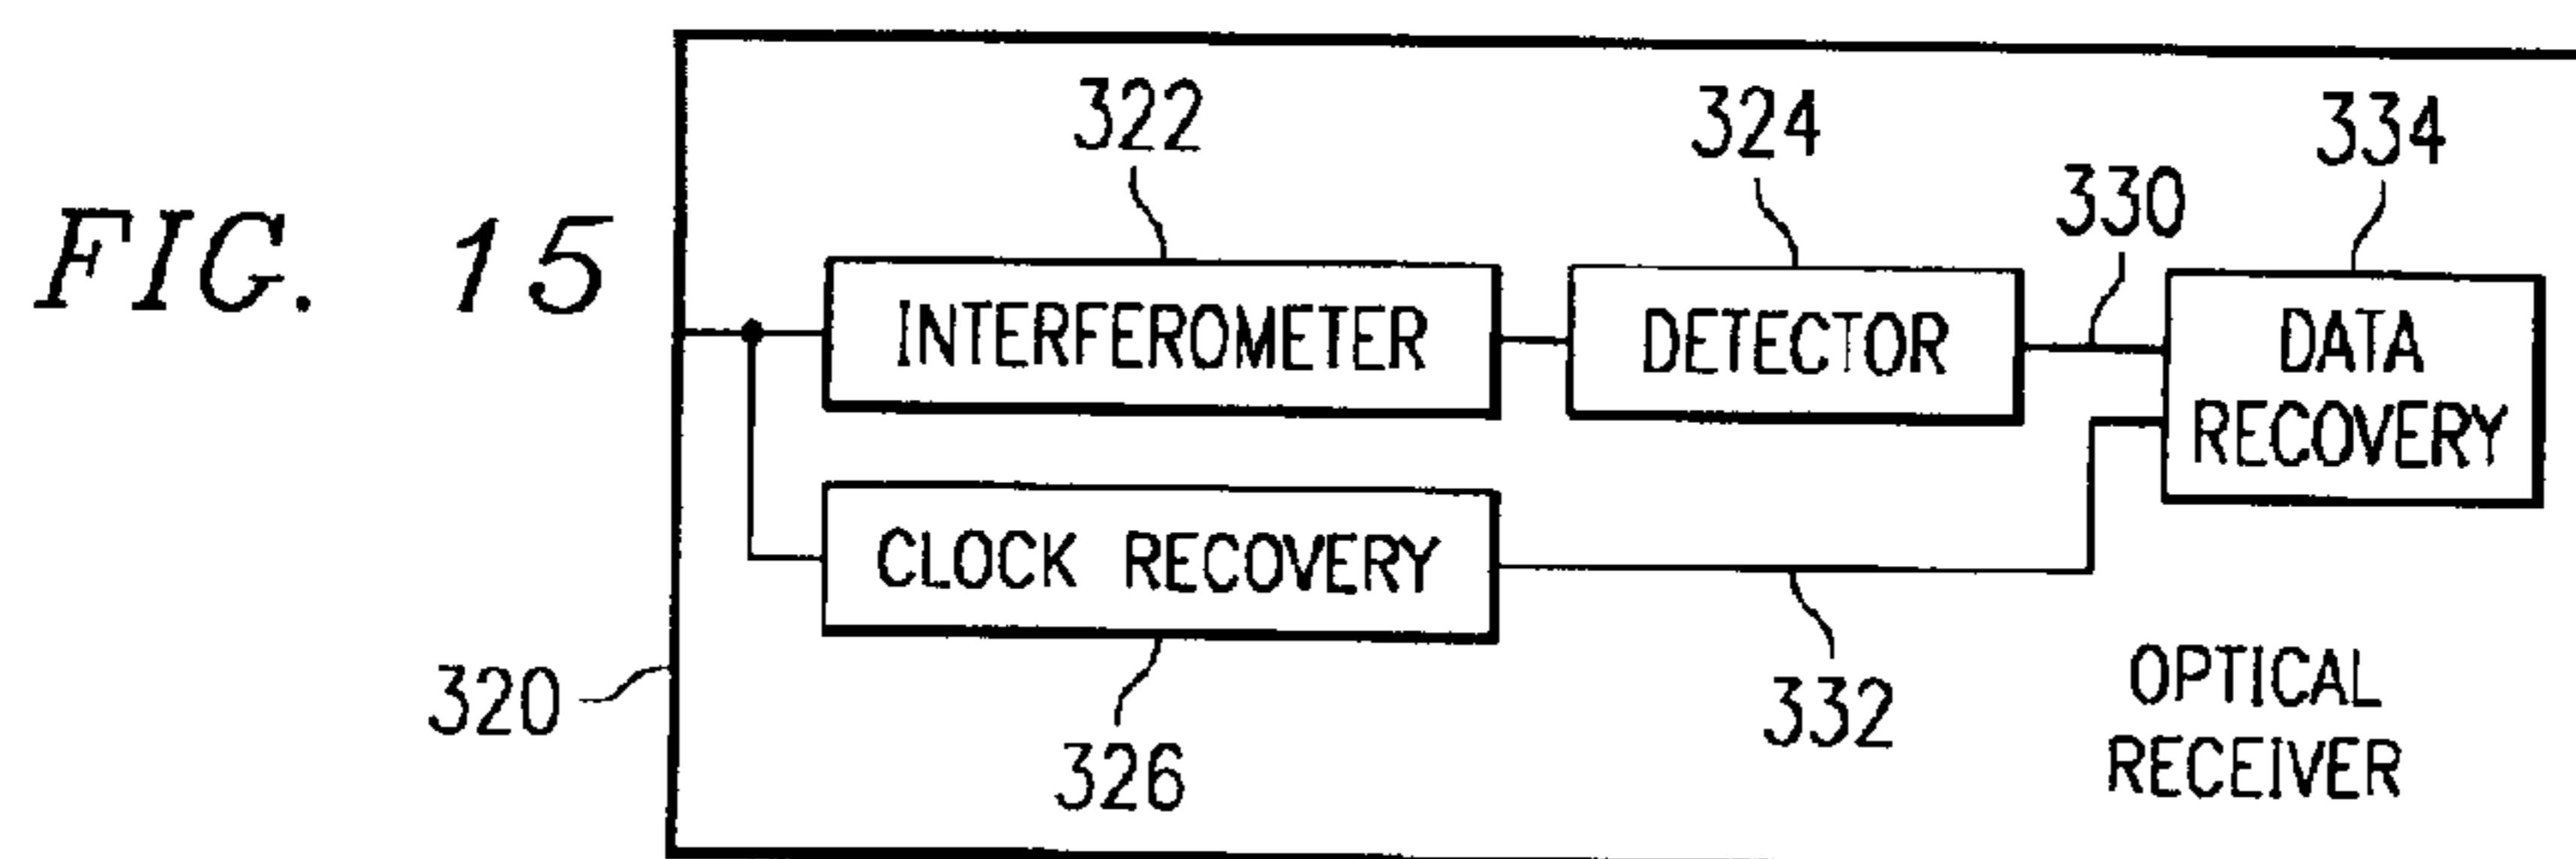 FIG. 15
322
324
334
330
INTERFEROMETER
DETECTOR
DATA
RECOVERY
CLOCK RECOVERY
320
326
332
OPTICAL
RECEIVER